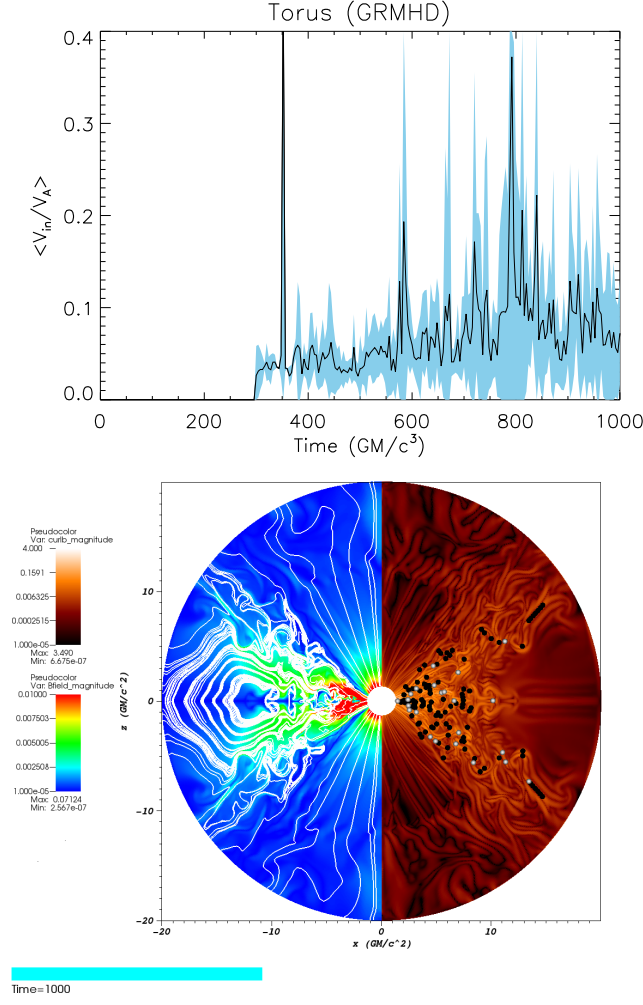 Torus (GRMHD)
<V_in/V_A>
0.4
0.3
0.2
0.1
0.0
0 200 400 600 800 1000
Time (GM/c³)
Pseudocolor
Var: curlb_magnitude
4.000
0.1591
0.006325
0.0002515
1.000e-05
Max: 3.490
Min: 6.675e-07
Pseudocolor
Var: Bfield_magnitude
0.01000
0.007503
0.005005
0.002508
1.000e-05
Max: 0.07124
Min: 2.567e-07
z (GM/c^2)
10
0
-10
-20
-20 -10 0 10
x (GM/c^2)
Time=1000